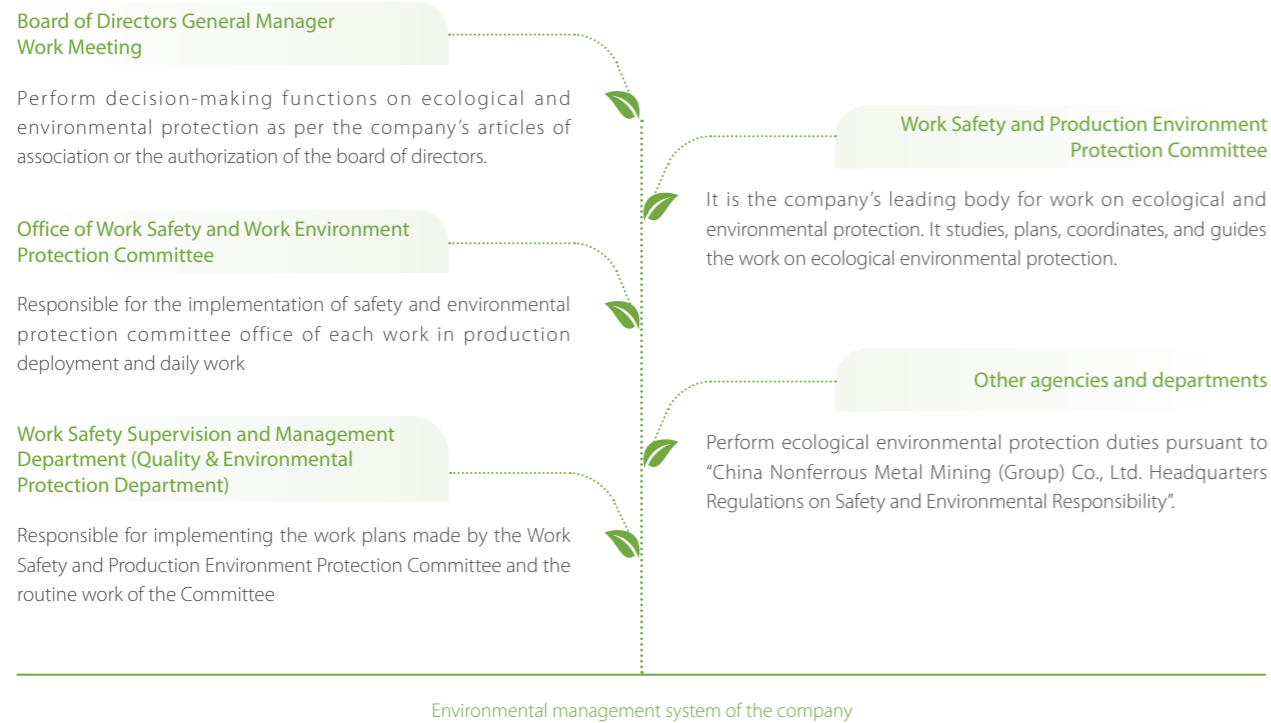 Board of Directors General Manager
Work Meeting
Perform decision-making functions on ecological and
environmental protection as per the company’s articles of
association or the authorization of the board of directors.
Work Safety and Production Environment
Protection Committee
It is the company’s leading body for work on ecological and
environmental protection. It studies, plans, coordinates, and guides
the work on ecological environmental protection.
Office of Work Safety and Work Environment
Protection Committee
Responsible for the implementation of safety and environmental
protection committee office of each work in production
deployment and daily work
Other agencies and departments
Perform ecological environmental protection duties pursuant to
“China Nonferrous Metal Mining (Group) Co., Ltd. Headquarters
Regulations on Safety and Environmental Responsibility”.
Work Safety Supervision and Management
Department (Quality & Environmental
Protection Department)
Responsible for implementing the work plans made by the Work
Safety and Production Environment Protection Committee and the
routine work of the Committee
Environmental management system of the company